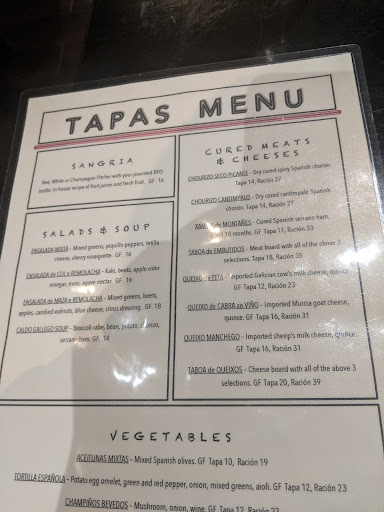 TAPAS MENU
SANGRIA
Red, White or Champagne Pitcher with your provided BYO
bottle. In-house recipe of fruit juices and fresh fruit. GF 16
SALADS & SOUP
ENSALADA MIXTA - Mixed greens, piquillo peppers, tetilla
cheese, sherry vinaigrette. GF 16
ENSALADA de COL e REMOLACHA - Kale, beets, apple cider
vinegar, evoo, agave nectar. GF 16
ENSALADA de MAZA e REMOLACHA - Mixed greens, beets,
apples, candied walnuts, blue cheese, citrus dressing. GF 18
CALDO GALLEGO SOUP - Broccoli rabe, bean, potato, chorizo,
serrano ham. GF 14
CURED MEATS
& CHEESES
CHOURIZO SECO PICANTE - Dry cured spicy Spanish chorizo.
Tapa 14, Ración 27
CHOURIZO CANTIMPALO - Dry cured cantimpalo Spanish
chorizo. Tapa 14, Ración 27
de MONTAÑES - Cured Spanish serrano ham.
18 months. GF Tapa 17, Ración 33
TABOA de EMBUTIDOS - Meat board with all of the above 3
selections. Tapa 18, Ración 35
QUEIXO de TETA - Imported Galician cow's milk cheese, quince.
GF Tapa 12, Ración 23
QUEIXO de CABRA ao VIÑO - Imported Murcia goat cheese,
quince. GF Tapa 16, Ración 31
QUEIXO MANCHEGO - Imported sheep's milk cheese, quince.
GF Tapa 16, Ración 31
TABOA de QUEIXOS - Cheese board with all of the above 3
selections. GF Tapa 20, Ración 39
VEGETABLES
ACEITUNAS MIXTAS - Mixed Spanish olives. GF Tapa 10, Ración 19
TORTILLA ESPAÑOLA - Potato egg omelet, green and red pepper, onion, mixed greens, aioli. GF Tapa 12, Ración 23
CHAMPIÑOS BEVEDOS - Mushroom, onion, wine. GF Tapa 12, Ración 23